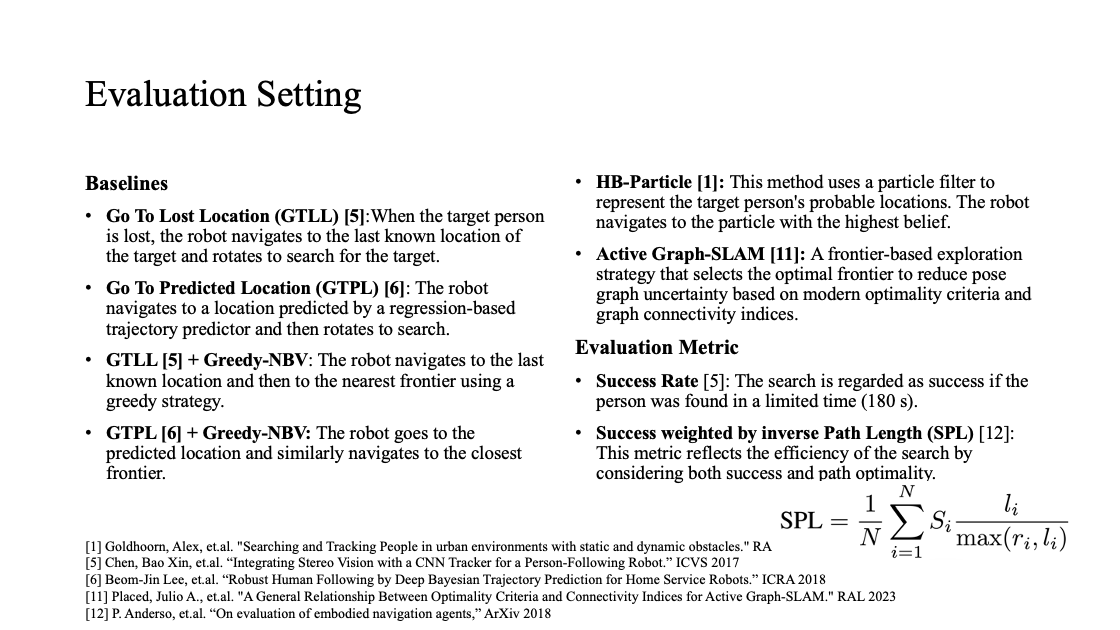 Evaluation Setting
Baselines
• Go To Lost Location (GTLL) [5]:When the target person
is lost, the robot navigates to the last known location of
the target and rotates to search for the target.
• Go To Predicted Location (GTPL) [6]: The robot
navigates to a location predicted by a regression-based
trajectory predictor and then rotates to search.
• GTLL [5] + Greedy-NBV: The robot navigates to the last
known location and then to the nearest frontier using a
greedy strategy.
• GTPL [6] + Greedy-NBV: The robot goes to the
predicted location and similarly navigates to the closest
frontier.
• HB-Particle [1]: This method uses a particle filter to
represent the target person's probable locations. The robot
navigates to the particle with the highest belief.
• Active Graph-SLAM [11]: A frontier-based exploration
strategy that selects the optimal frontier to reduce pose
graph uncertainty based on modern optimality criteria and
graph connectivity indices.
Evaluation Metric
• Success Rate [5]: The search is regarded as success if the
person was found in a limited time (180 s).
• Success weighted by inverse Path Length (SPL) [12]:
This metric reflects the efficiency of the search by
considering both success and path optimality.
SPL = \frac{1}{N} \sum_{i=1}^{N} S_i \frac{l_i}{\max(r_i, l_i)}
[1] Goldhoorn, Alex, et.al. "Searching and Tracking People in urban environments with static and dynamic obstacles." RA
[5] Chen, Bao Xin, et.al. “Integrating Stereo Vision with a CNN Tracker for a Person-Following Robot.” ICVS 2017
[6] Beom-Jin Lee, et.al. “Robust Human Following by Deep Bayesian Trajectory Prediction for Home Service Robots.” ICRA 2018
[11] Placed, Julio A., et.al. "A General Relationship Between Optimality Criteria and Connectivity Indices for Active Graph-SLAM." RAL 2023
[12] P. Anderso, et.al. “On evaluation of embodied navigation agents,” ArXiv 2018